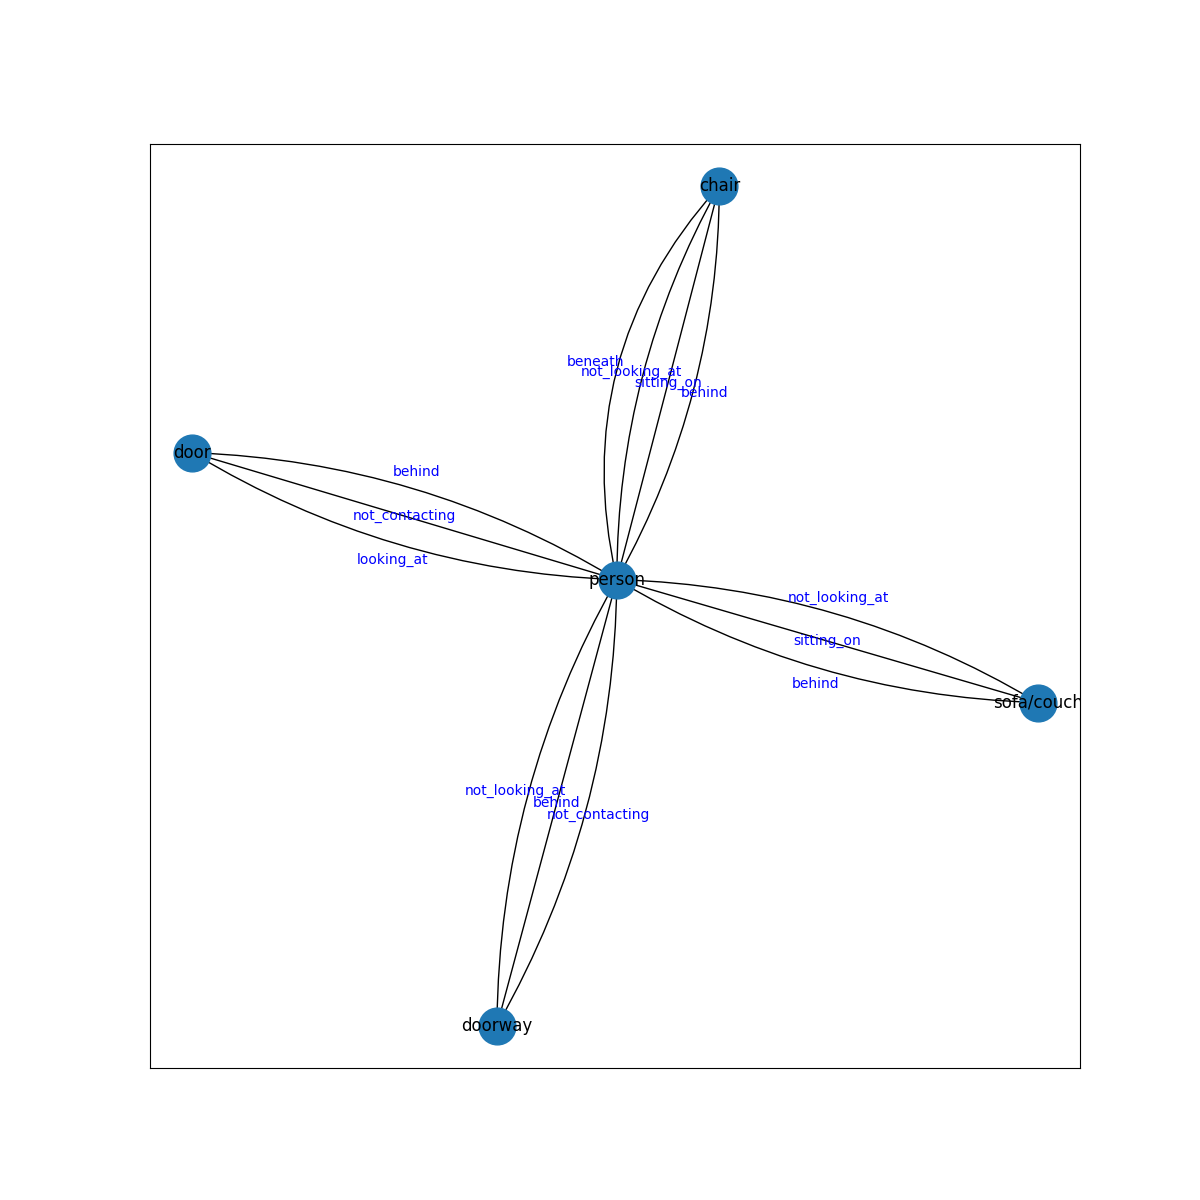 chair
beneath
not_looking_at
sitting_on
behind
door
behind
not_contacting
looking_at
person
not_looking_at
sitting_on
behind
sofa/couch
not_looking_at
behind
not_contacting
doorway